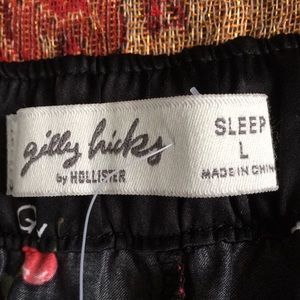 gilly hicks
by HOLLISTER
SLEEP
L
MADE IN CHINA